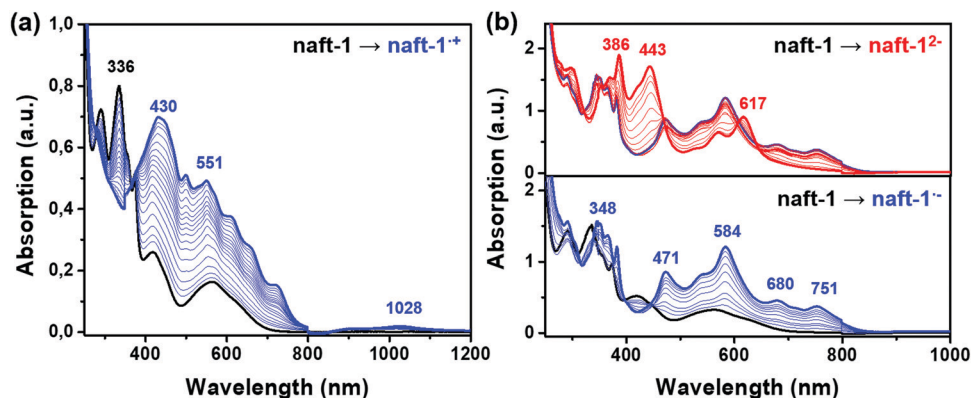 (a)
naft-1 → naft-1·+
336
430
551
1028
1,0
0,8
0,6
0,4
0,2
0,0
Absorption (a.u.)
400 600 800 1000 1200
Wavelength (nm)
(b)
naft-1 → naft-1²⁻
386
443
617
2
1
0
naft-1 → naft-1·-
348
471
584
680
751
2
1
0
Absorption (a.u.)
400 600 800 1000
Wavelength (nm)